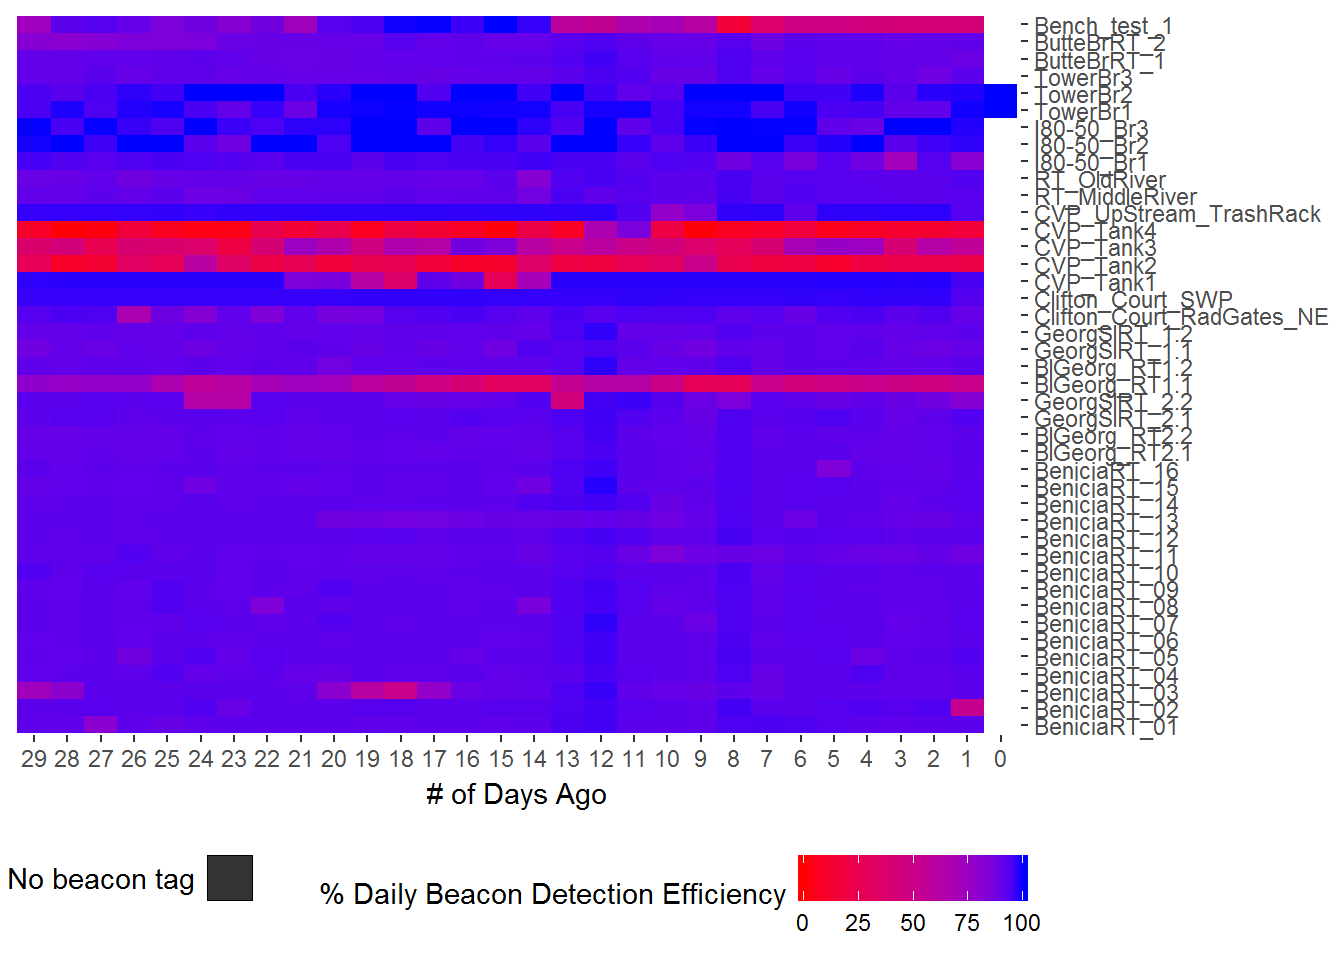 Bench_test_1
ButteBrRT_2
ButteBrRT_1
TowerBr3
TowerBr2
TowerBr1
I80-50_Br3
I80-50_Br2
I80-50_Br1
RT_OldRiver
RT_MiddleRiver
CVP_UpStream_TrashRack
CVP_Tank4
CVP_Tank3
CVP_Tank2
CVP_Tank1
Clifton_Court_SWP
Clifton_Court_RadGates_NE
GeorgSlRT_1.2
GeorgSlRT_1.1
BlGeorg_RT1.2
BlGeorg_RT1.1
GeorgSlRT_2.2
GeorgSlRT_2.1
BlGeorg_RT2.2
BlGeorg_RT2.1
BeniciaRT_16
BeniciaRT_15
BeniciaRT_14
BeniciaRT_13
BeniciaRT_12
BeniciaRT_11
BeniciaRT_10
BeniciaRT_09
BeniciaRT_08
BeniciaRT_07
BeniciaRT_06
BeniciaRT_05
BeniciaRT_04
BeniciaRT_03
BeniciaRT_02
BeniciaRT_01
29 28 27 26 25 24 23 22 21 20 19 18 17 16 15 14 13 12 11 10 9 8 7 6 5 4 3 2 1 0
# of Days Ago
No beacon tag
% Daily Beacon Detection Efficiency
0 25 50 75 100